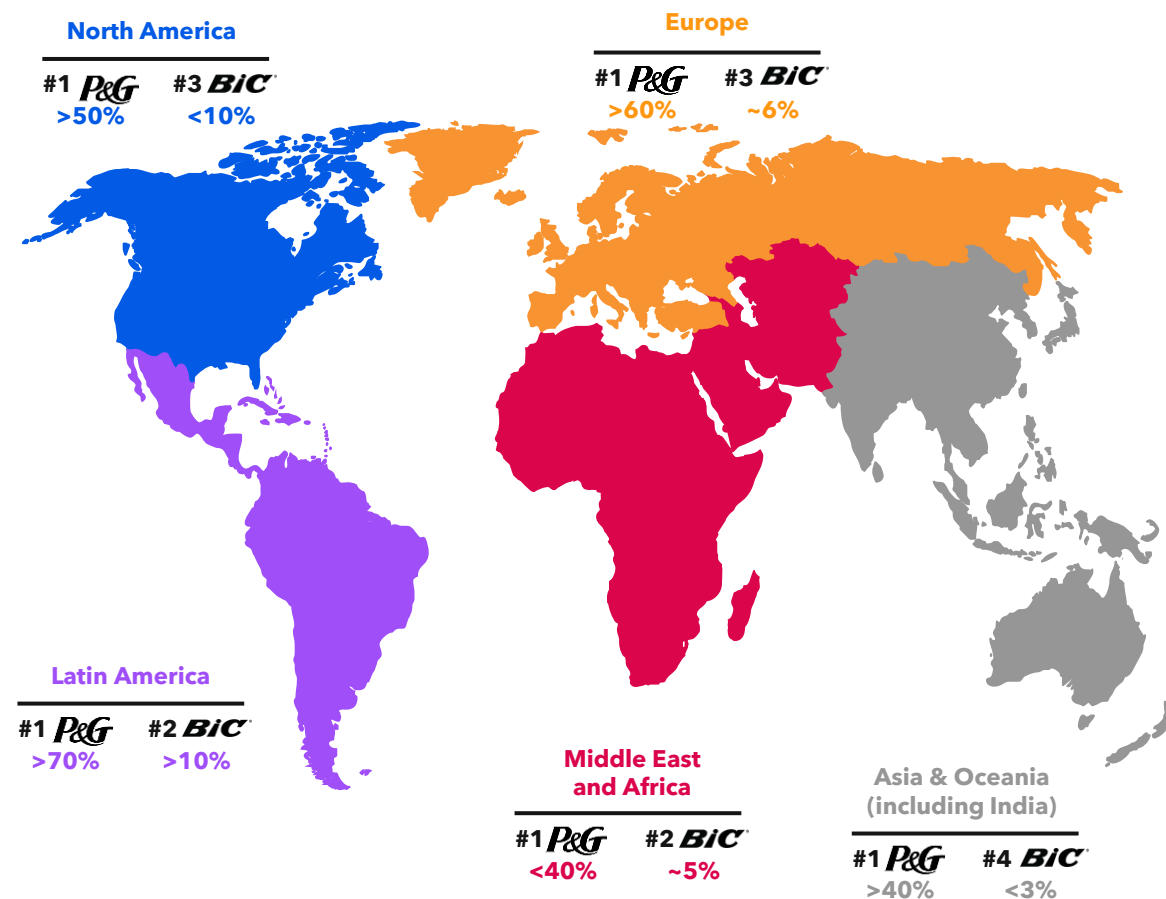 North America
#1 P&G #3 BiC®
>50% <10%
Europe
#1 P&G #3 BiC®
>60% ~6%
Latin America
#1 P&G #2 BiC®
>70% >10%
Middle East
and Africa
#1 P&G #2 BiC®
<40% ~5%
Asia & Oceania
(including India)
#1 P&G #4 BiC®
>40% <3%